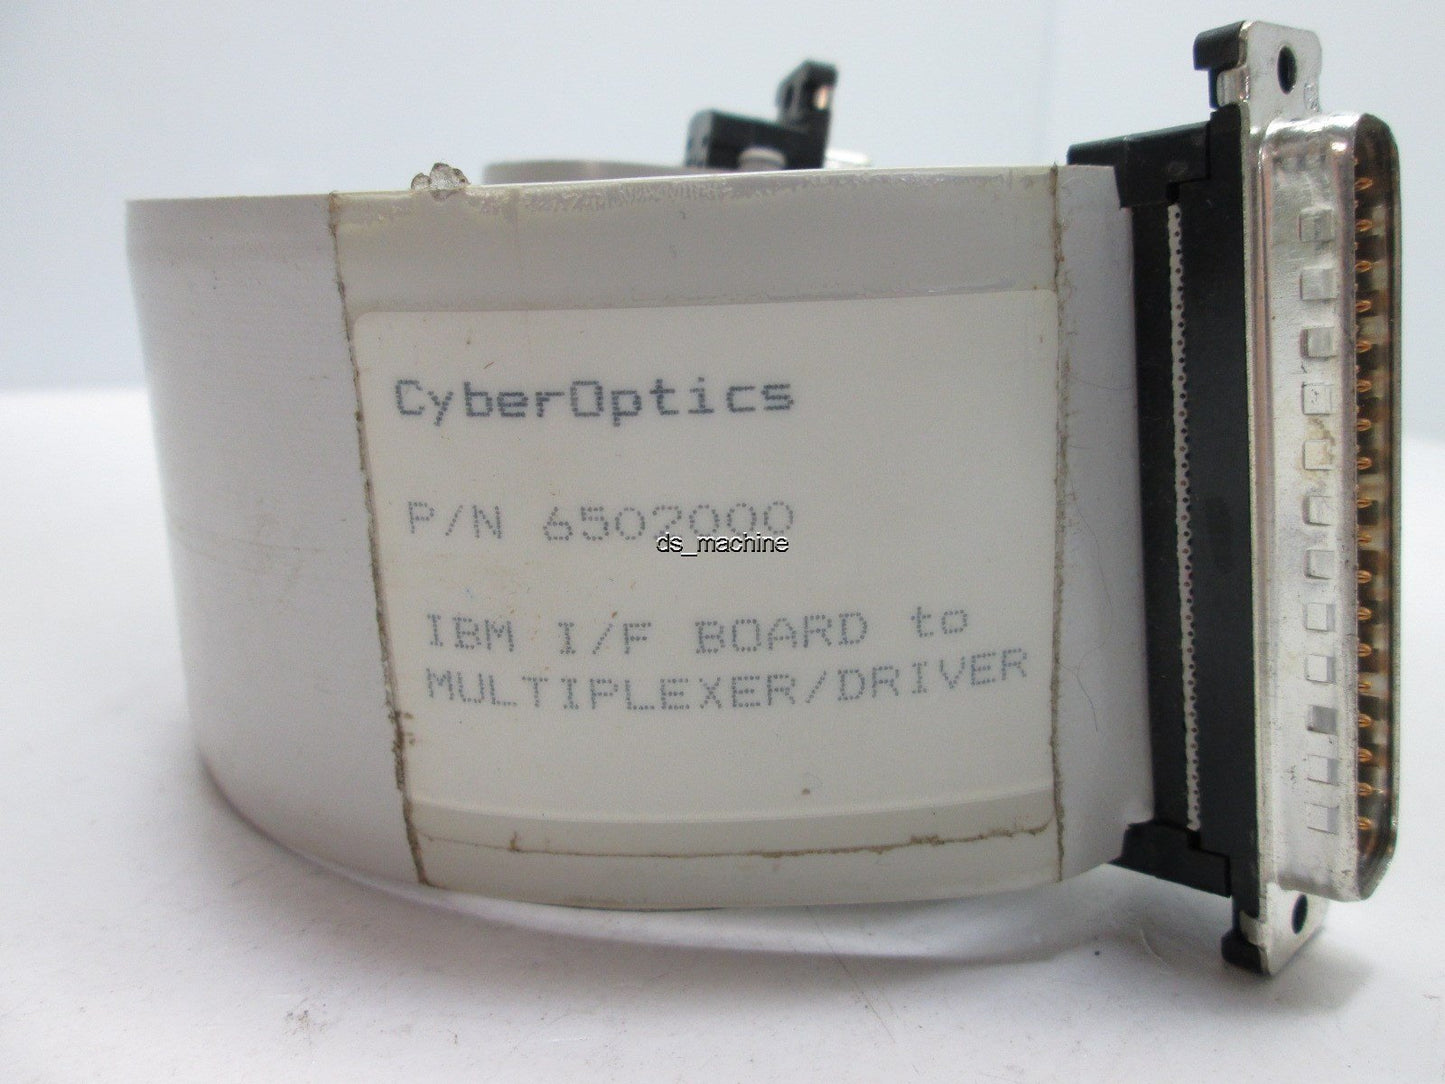 CyberOptics
P/N 6502000
ds_machine
IBM I/F BOARD to
MULTIPLEXER/DRIVER